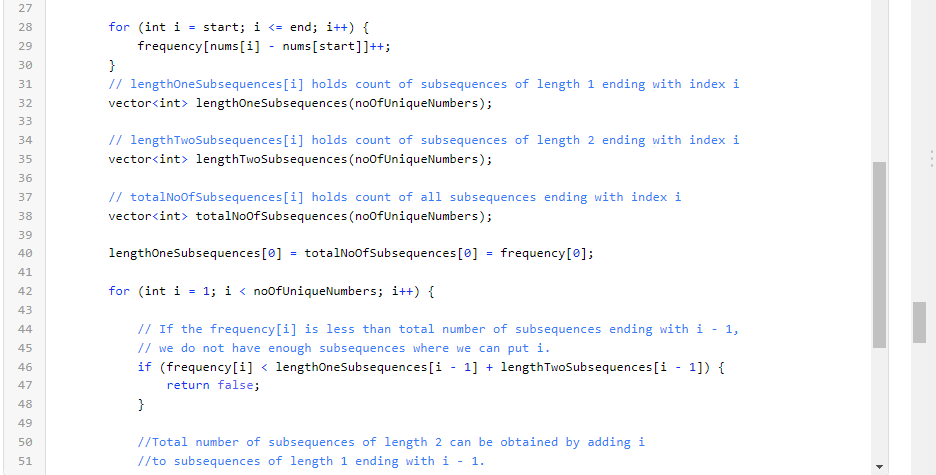 27
28 for (int i = start; i <= end; i++) {
29 frequency[nums[i] - nums[start]]++;
30 }
31 // lengthOneSubsequences[i] holds count of subsequences of length 1 ending with index i
32 vector<int> lengthOneSubsequences(noOfUniqueNumbers);
33
34 // lengthTwoSubsequences[i] holds count of subsequences of length 2 ending with index i
35 vector<int> lengthTwoSubsequences(noOfUniqueNumbers);
36
37 // totalNoOfSubsequences[i] holds count of all subsequences ending with index i
38 vector<int> totalNoOfSubsequences(noOfUniqueNumbers);
39
40 lengthOneSubsequences[0] = totalNoOfSubsequences[0] = frequency[0];
41
42 for (int i = 1; i < noOfUniqueNumbers; i++) {
43
44 // If the frequency[i] is less than total number of subsequences ending with i - 1,
45 // we do not have enough subsequences where we can put i.
46 if (frequency[i] < lengthOneSubsequences[i - 1] + lengthTwoSubsequences[i - 1]) {
47 return false;
48 }
49
50 //Total number of subsequences of length 2 can be obtained by adding i
51 //to subsequences of length 1 ending with i - 1.